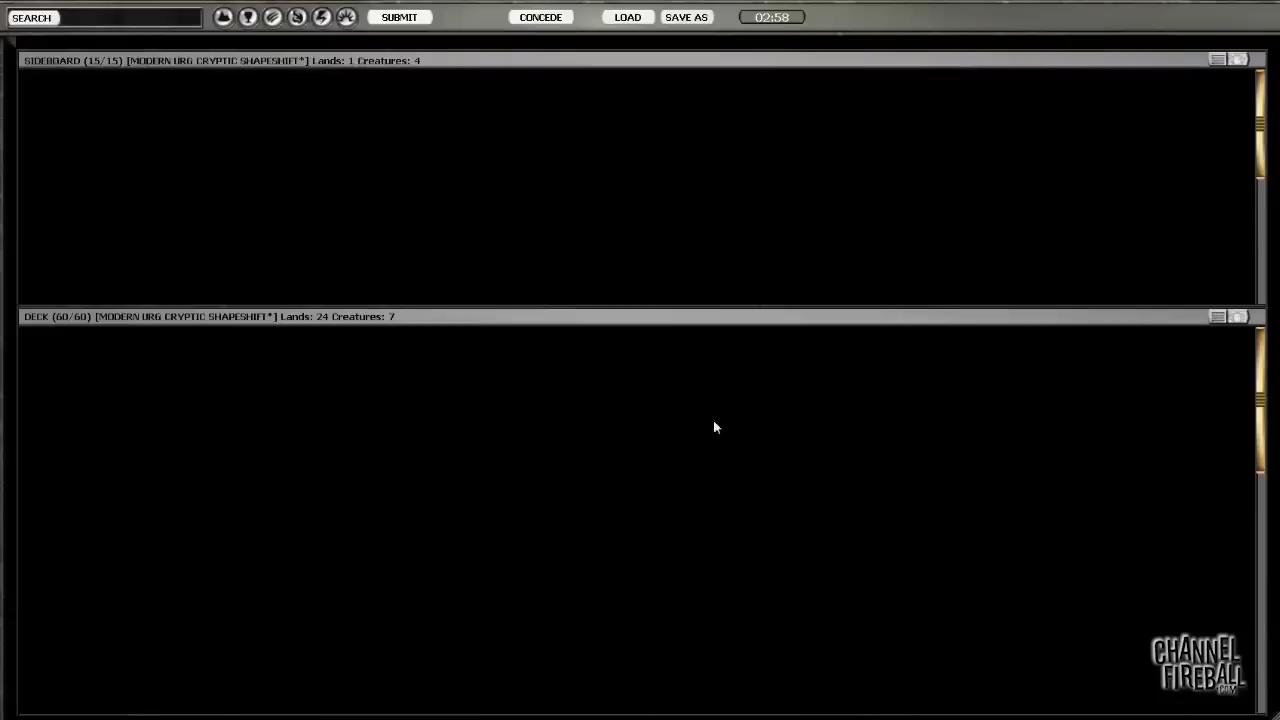 SEARCH SUBMIT CONCEDE LOAD SAVE AS 02:58
SIDEBOARD (15/15) [MODERN URG CRYPTIC SHAPESHIFT*] Lands: 1 Creatures: 4
DECK (60/60) [MODERN URG CRYPTIC SHAPESHIFT*] Lands: 24 Creatures: 7
CHANNEL
FIREBALL
.COM